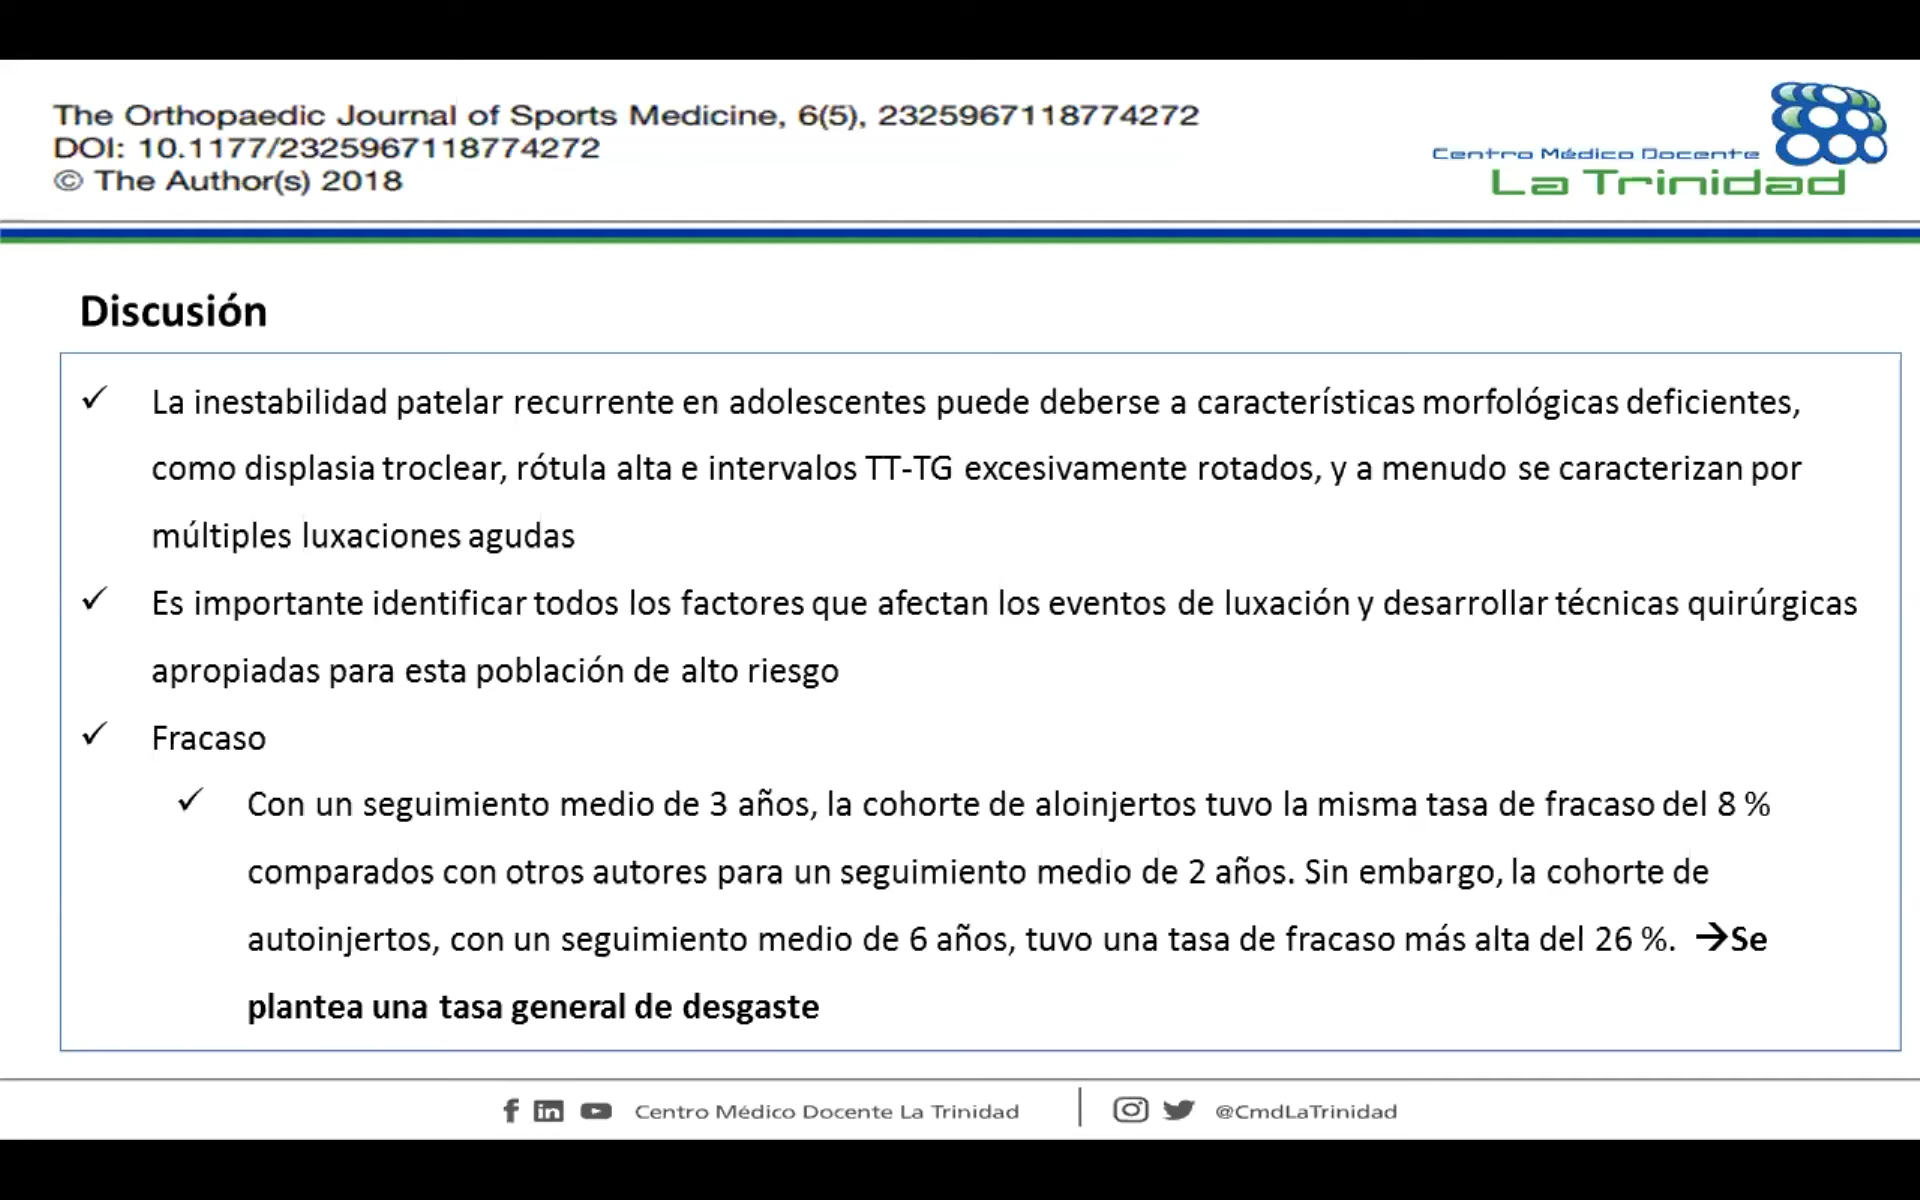 The Orthopaedic Journal of Sports Medicine, 6(5), 2325967118774272
DOI: 10.1177/2325967118774272
© The Author(s) 2018
Centro Médico Docente
La Trinidad
Discusión
✓ La inestabilidad patelar recurrente en adolescentes puede deberse a características morfológicas deficientes,
como displasia troclear, rótula alta e intervalos TT-TG excesivamente rotados, y a menudo se caracterizan por
múltiples luxaciones agudas
✓ Es importante identificar todos los factores que afectan los eventos de luxación y desarrollar técnicas quirúrgicas
apropiadas para esta población de alto riesgo
✓ Fracaso
✓ Con un seguimiento medio de 3 años, la cohorte de aloinjertos tuvo la misma tasa de fracaso del 8 %
comparados con otros autores para un seguimiento medio de 2 años. Sin embargo, la cohorte de
autoinjertos, con un seguimiento medio de 6 años, tuvo una tasa de fracaso más alta del 26 %. →Se
plantea una tasa general de desgaste
Centro Médico Docente La Trinidad
@CmdLaTrinidad